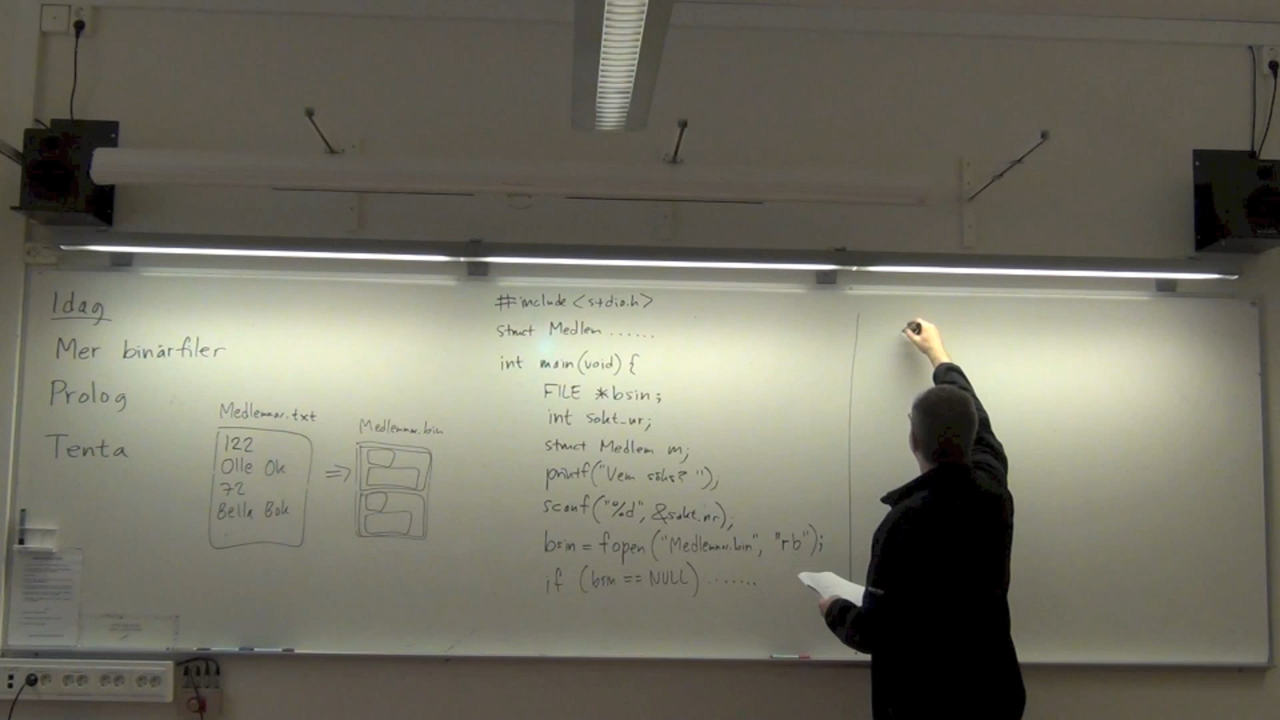 Idag
Mer binärfiler
Prolog
Tenta
Medlemmar.txt
122
Olle Ok
72
Bella Bok
Medlemmar.bin
#include <stdio.h>
struct Medlem ......
int main(void) {
FILE *bsin;
int sokt_nr;
struct Medlem m;
printf("Vem söks? ");
scanf("%d", &sokt_nr);
bsin = fopen("Medlemmar.bin", "rb");
if (bsin == NULL) .......